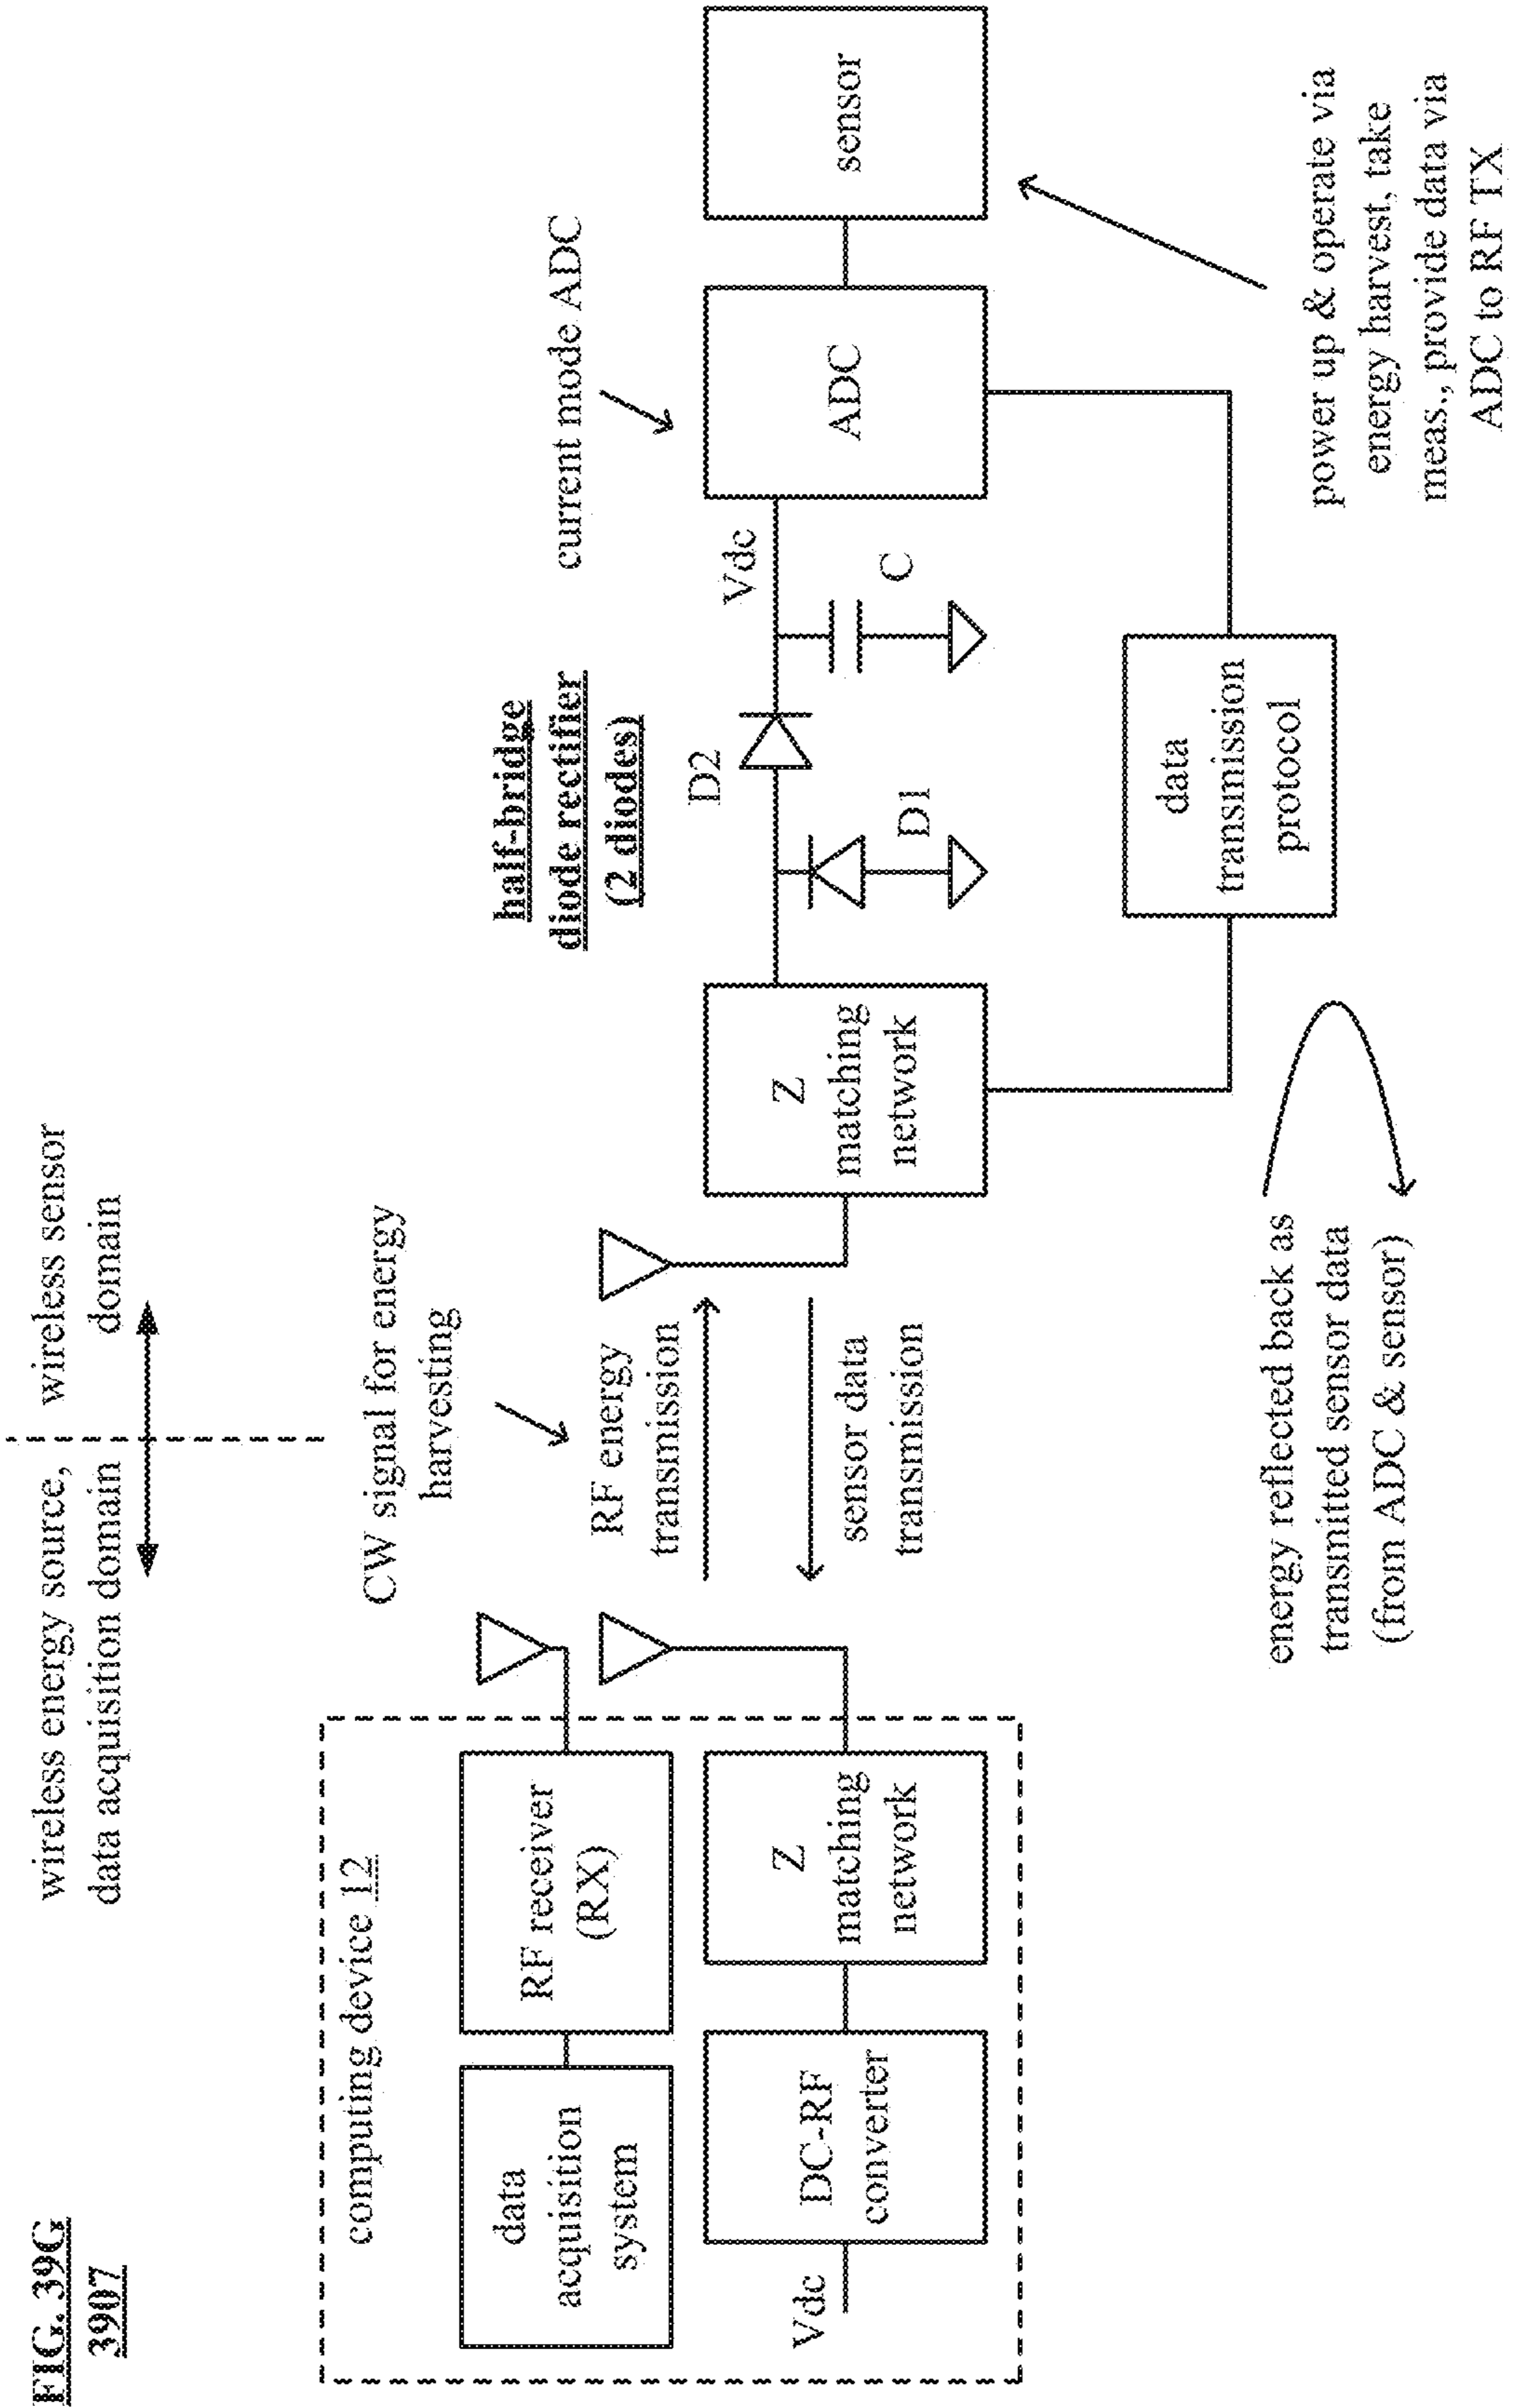 FIG. 39G
3907
wireless energy source,
data acquisition domain
wireless sensor
domain
computing device 12
data
acquisition
system
RF receiver
(RX)
Vdc
DC-RF
converter
Z
matching
network
CW signal for energy
harvesting
RF energy
transmission
sensor data
transmission
Z
matching
network
half-bridge
diode rectifier
(2 diodes)
D2
D1
Vdc
C
current mode ADC
ADC
sensor
data
transmission
protocol
energy reflected back as
transmitted sensor data
(from ADC & sensor)
power up & operate via
energy harvest, take
meas., provide data via
ADC to RF TX